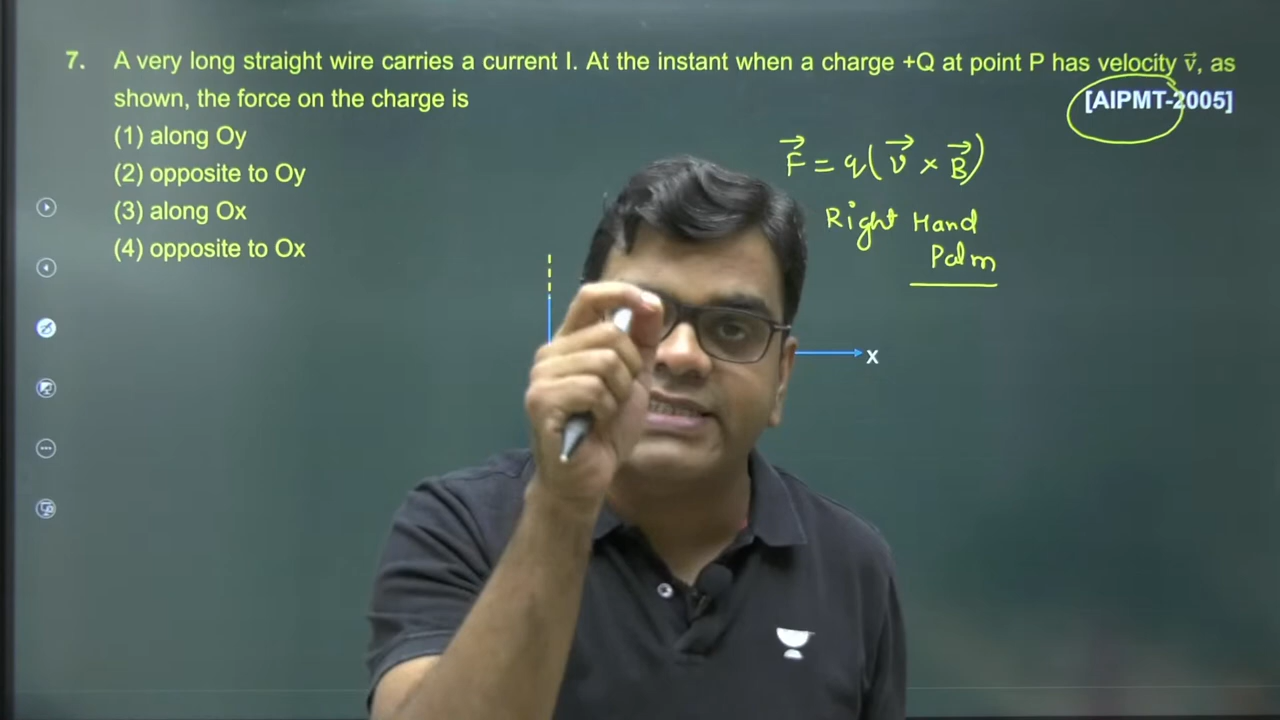 7. A very long straight wire carries a current I. At the instant when a charge +Q at point P has velocity v⃗, as
shown, the force on the charge is [AIPMT-2005]
(1) along Oy
(2) opposite to Oy
(3) along Ox
(4) opposite to Ox
F⃗ = q(v⃗ × B⃗)
Right Hand
Palm
X